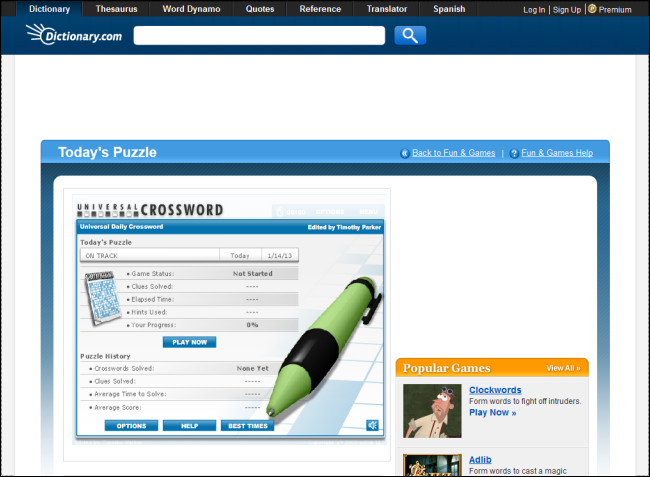 Dictionary Thesaurus Word Dynamo Quotes Reference Translator Spanish Log In | Sign Up | Premium
Dictionary.com
Today's Puzzle
Back to Fun & Games | ? Fun & Games Help
UNIVERSAL CROSSWORD
OPTIONS
Universal Daily Crossword Edited by Timothy Parker
Today's Puzzle
ON TRACK Today 1/14/13
• Game Status: Not Started
• Clues Solved: ----
• Elapsed Time: ----
• Hints Used: ----
• Your Progress: 0%
PLAY NOW
Puzzle History
• Crosswords Solved: None Yet
• Clues Solved: -----
• Average Time to Solve: -----
• Average Score: -----
OPTIONS HELP BEST TIMES
Popular Games View All »
Clockwords
Form words to fight off intruders.
Play Now »
Adlib
Form words to cast a magic